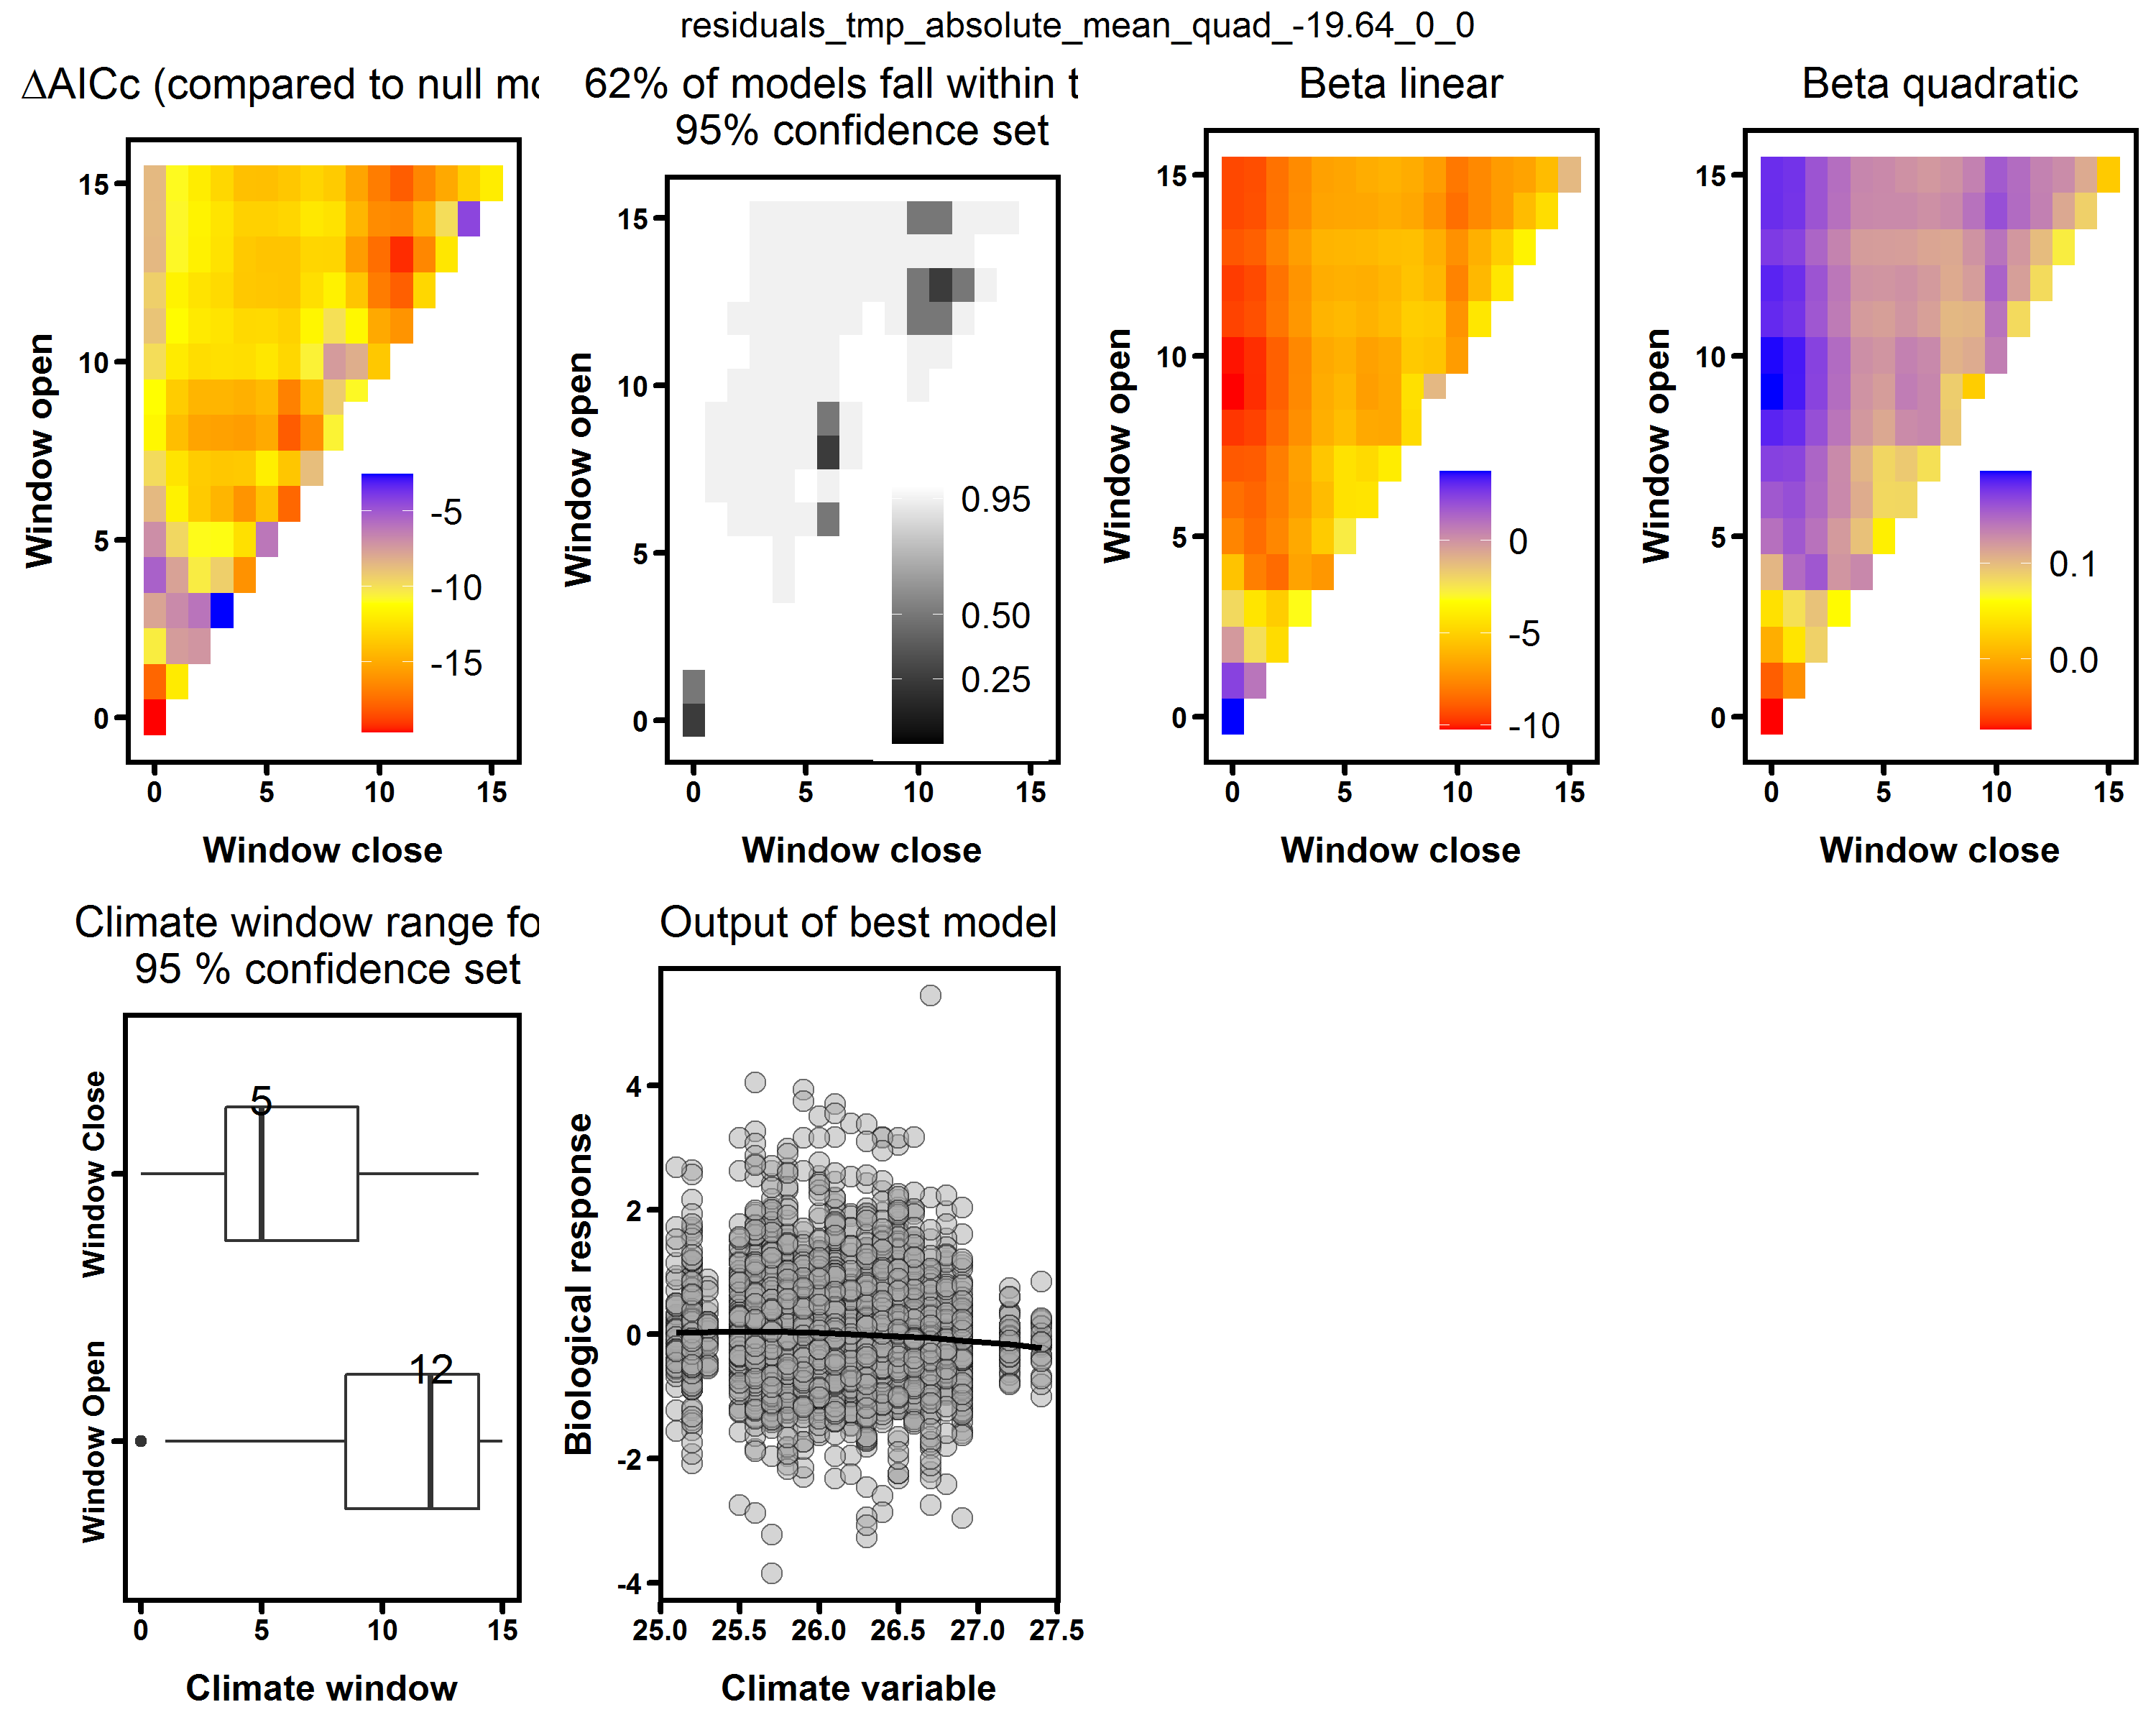 residuals_tmp_absolute_mean_quad_-19.64_0_0
ΔAICc (compared to null mo
15
10
5
0
-5
-10
-15
0 5 10 15
Window open
Window close
62% of models fall within t
95% confidence set
15
10
5
0
0.95
0.50
0.25
0 5 10 15
Window open
Window close
Beta linear
15
10
5
0
0
-5
-10
0 5 10 15
Window open
Window close
Beta quadratic
15
10
5
0
0.1
0.0
0 5 10 15
Window open
Window close
Climate window range fo
95 % confidence set
Window Close
5
Window Open
12
0 5 10 15
Climate window
Output of best model
Biological response
4
2
0
-2
-4
25.0 25.5 26.0 26.5 27.0 27.5
Climate variable